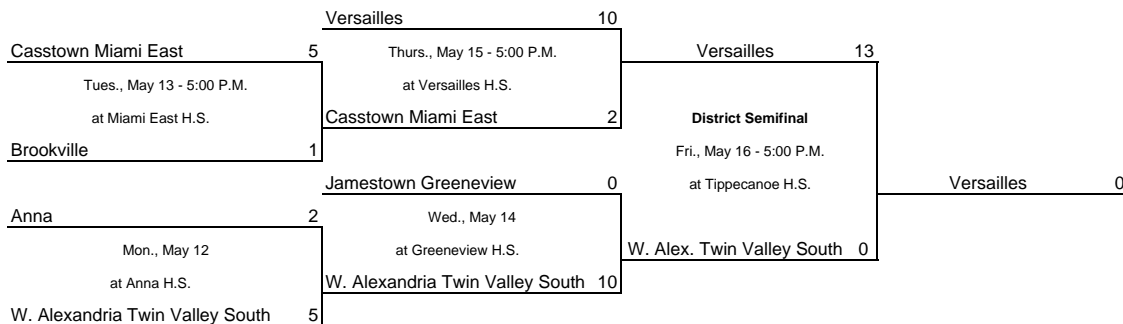 Versailles 10
Casstown Miami East 5
Thurs., May 15 - 5:00 P.M.
Versailles 13
Tues., May 13 - 5:00 P.M.
at Versailles H.S.
at Miami East H.S.
Casstown Miami East 2
District Semifinal
Brookville 1
Fri., May 16 - 5:00 P.M.
Jamestown Greeneview 0
at Tippecanoe H.S.
Versailles 0
Anna 2
Wed., May 14
Mon., May 12
at Greeneview H.S.
W. Alex. Twin Valley South 0
at Anna H.S.
W. Alexandria Twin Valley South 10
W. Alexandria Twin Valley South 5